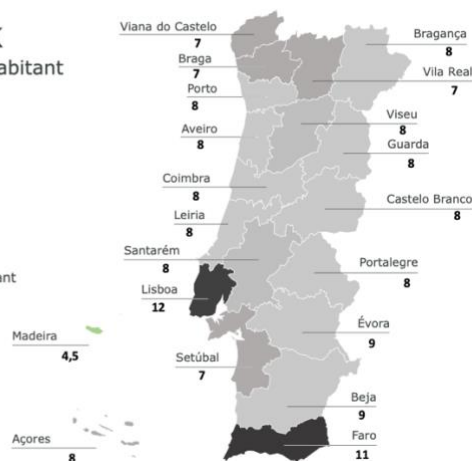 abitant
Viana do Castelo
7
Bragança
8
Braga
7
Vila Real
7
Porto
8
Viseu
8
Aveiro
8
Guarda
8
Coimbra
8
Castelo Branco
8
Leiria
8
Santarém
8
Portalegre
8
ant
Lisboa
12
Évora
9
Madeira
4,5
Setúbal
7
Beja
9
Faro
11
Açores
8